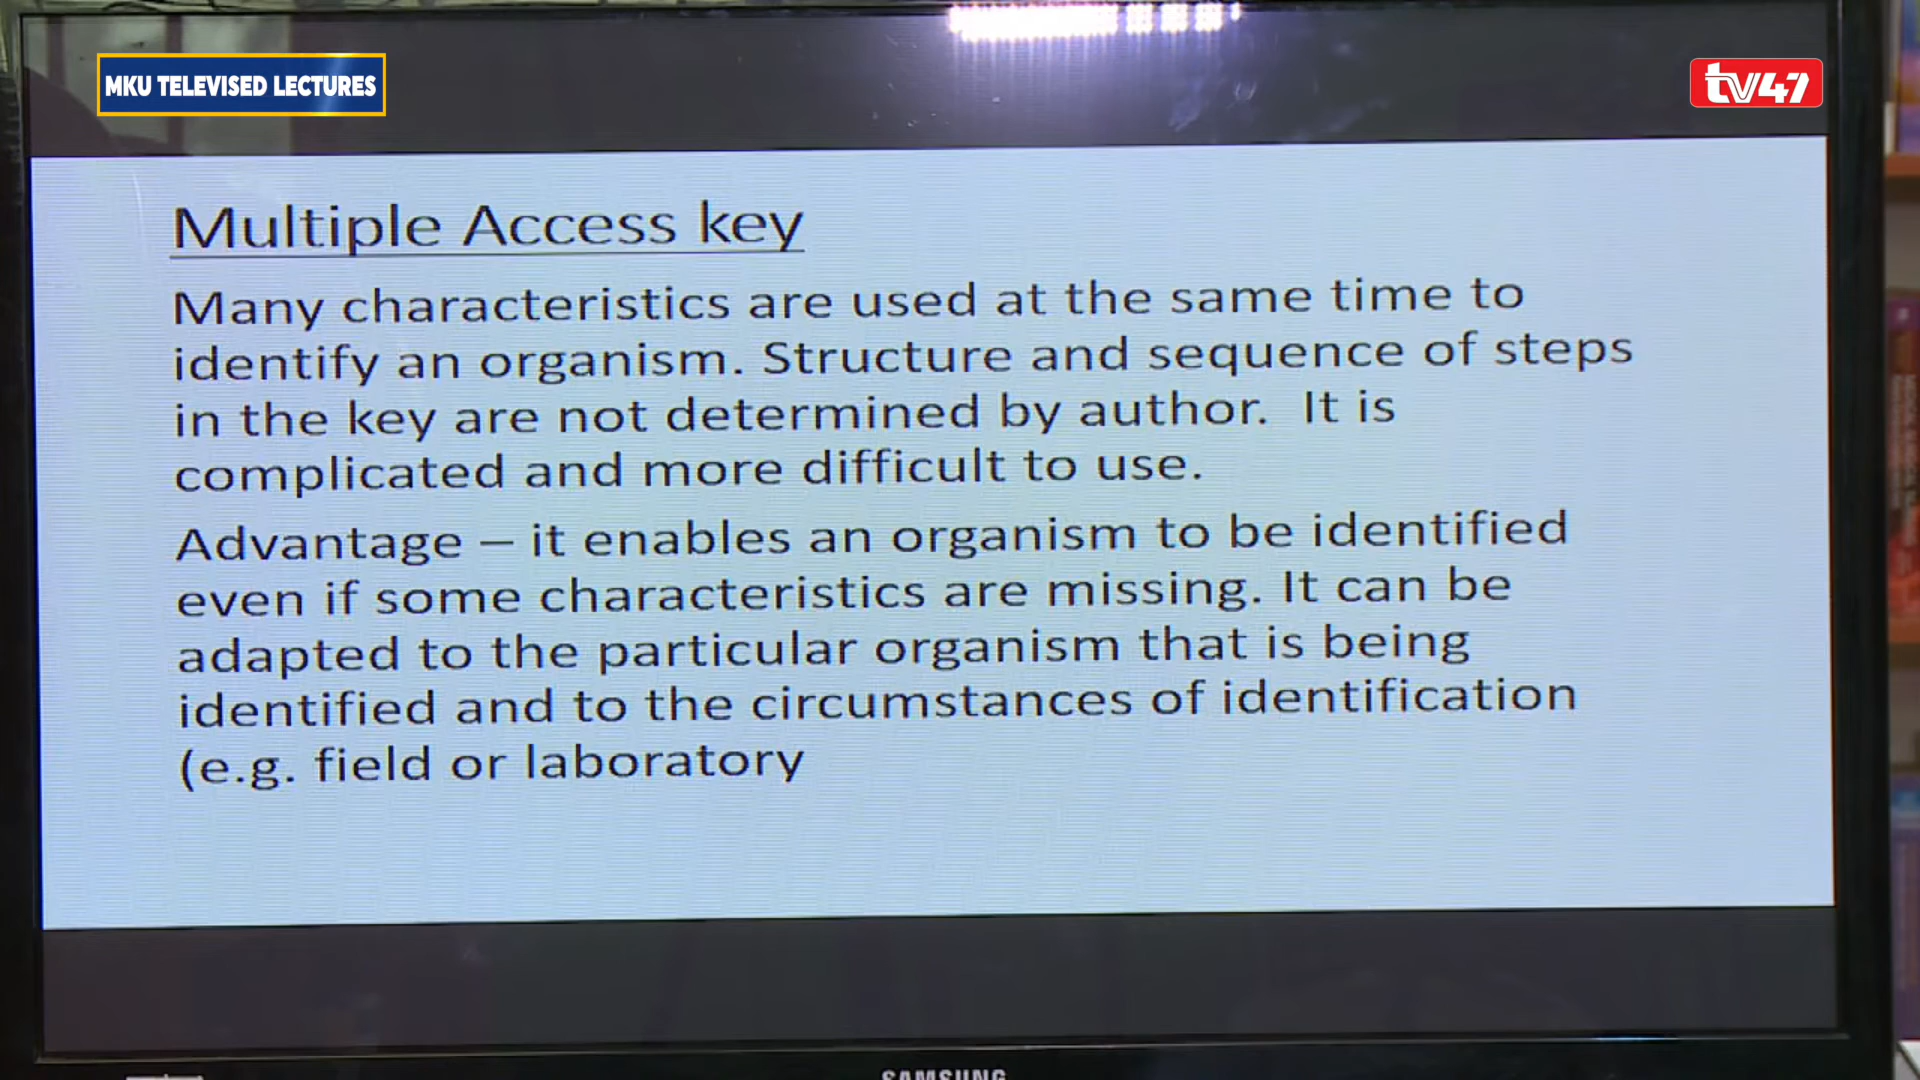 MKU TELEVISED LECTURES
tv47
Multiple Access key
Many characteristics are used at the same time to
identify an organism. Structure and sequence of steps
in the key are not determined by author. It is
complicated and more difficult to use.
Advantage – it enables an organism to be identified
even if some characteristics are missing. It can be
adapted to the particular organism that is being
identified and to the circumstances of identification
(e.g. field or laboratory
SAMSUNG